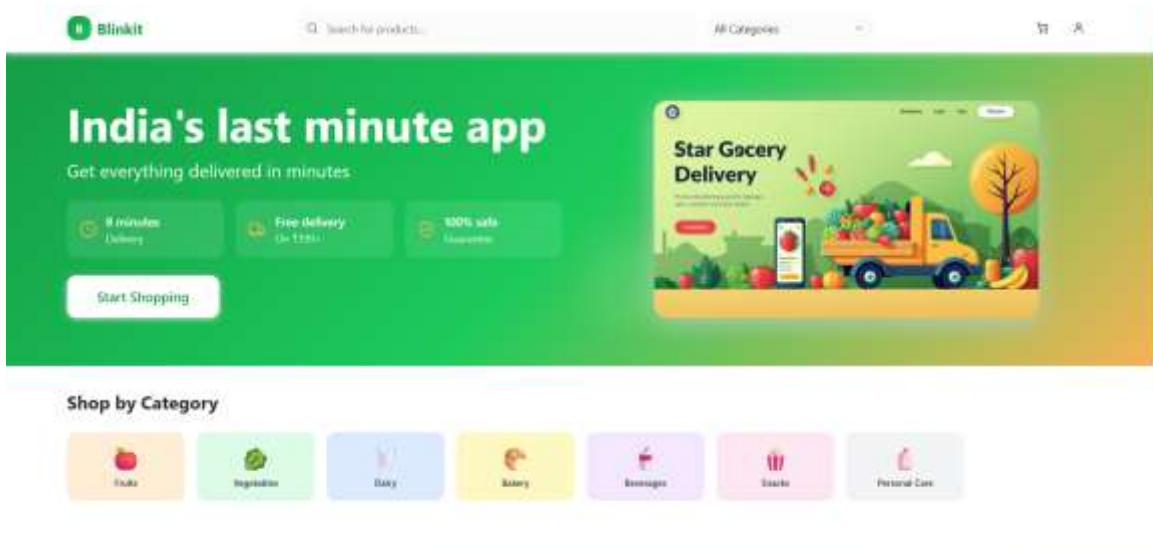 B Blinkit
Search for products...
All Categories
India's last minute app
Get everything delivered in minutes
8 minutes
Delivery
Free delivery
100% safe
Guarantee
Start Shopping
Star Gocery
Delivery
Shop by Category
Fruits
Vegetables
Dairy
Bakery
Beverages
Snacks
Personal Care